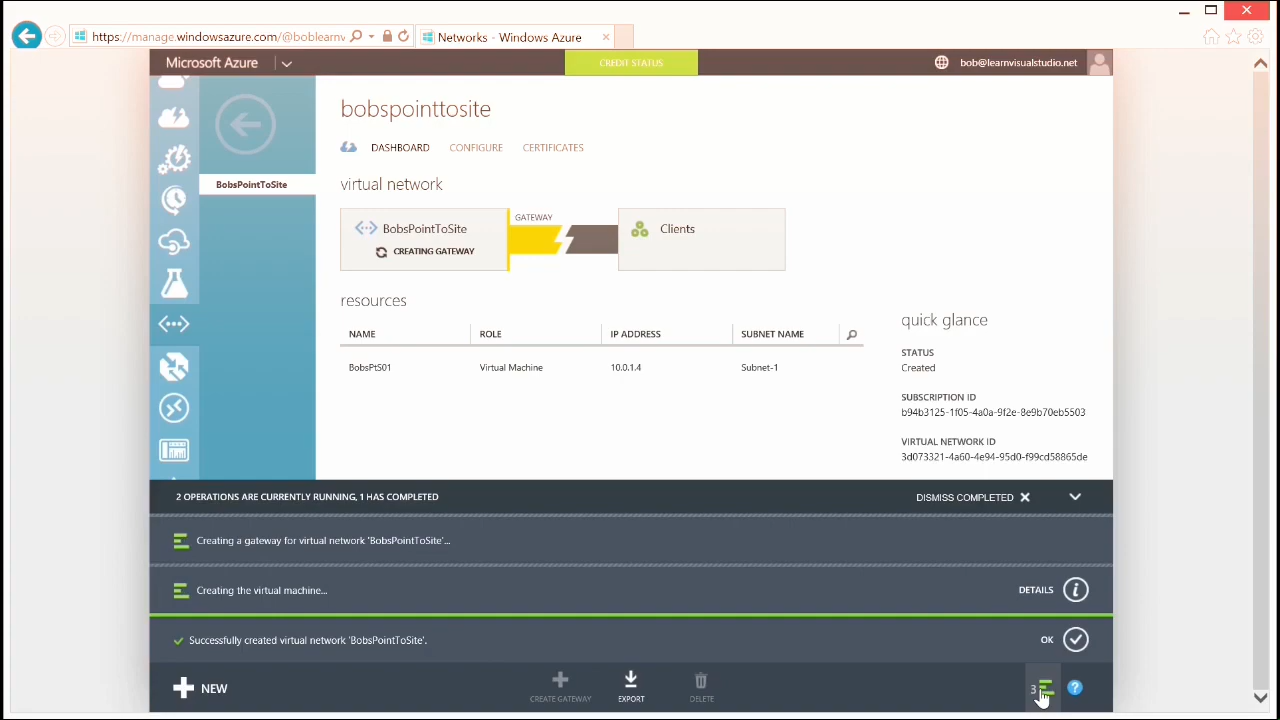 https://manage.windowsazure.com/@boblearnv
Networks - Windows Azure
Microsoft Azure
CREDIT STATUS
bob@learnvisualstudio.net
BobsPointToSite
bobspointtosite
DASHBOARD CONFIGURE CERTIFICATES
virtual network
BobsPointToSite
CREATING GATEWAY
GATEWAY
Clients
resources
NAME ROLE IP ADDRESS SUBNET NAME
BobsPtS01 Virtual Machine 10.0.1.4 Subnet-1
quick glance
STATUS
Created
SUBSCRIPTION ID
b94b3125-1f05-4a0a-9f2e-8e9b70eb5503
VIRTUAL NETWORK ID
3d073321-4a60-4e94-95d0-f99cd58865de
2 OPERATIONS ARE CURRENTLY RUNNING, 1 HAS COMPLETED
DISMISS COMPLETED
Creating a gateway for virtual network 'BobsPointToSite'...
Creating the virtual machine...
DETAILS
Successfully created virtual network 'BobsPointToSite'.
OK
NEW
CREATE GATEWAY
EXPORT
DELETE
3